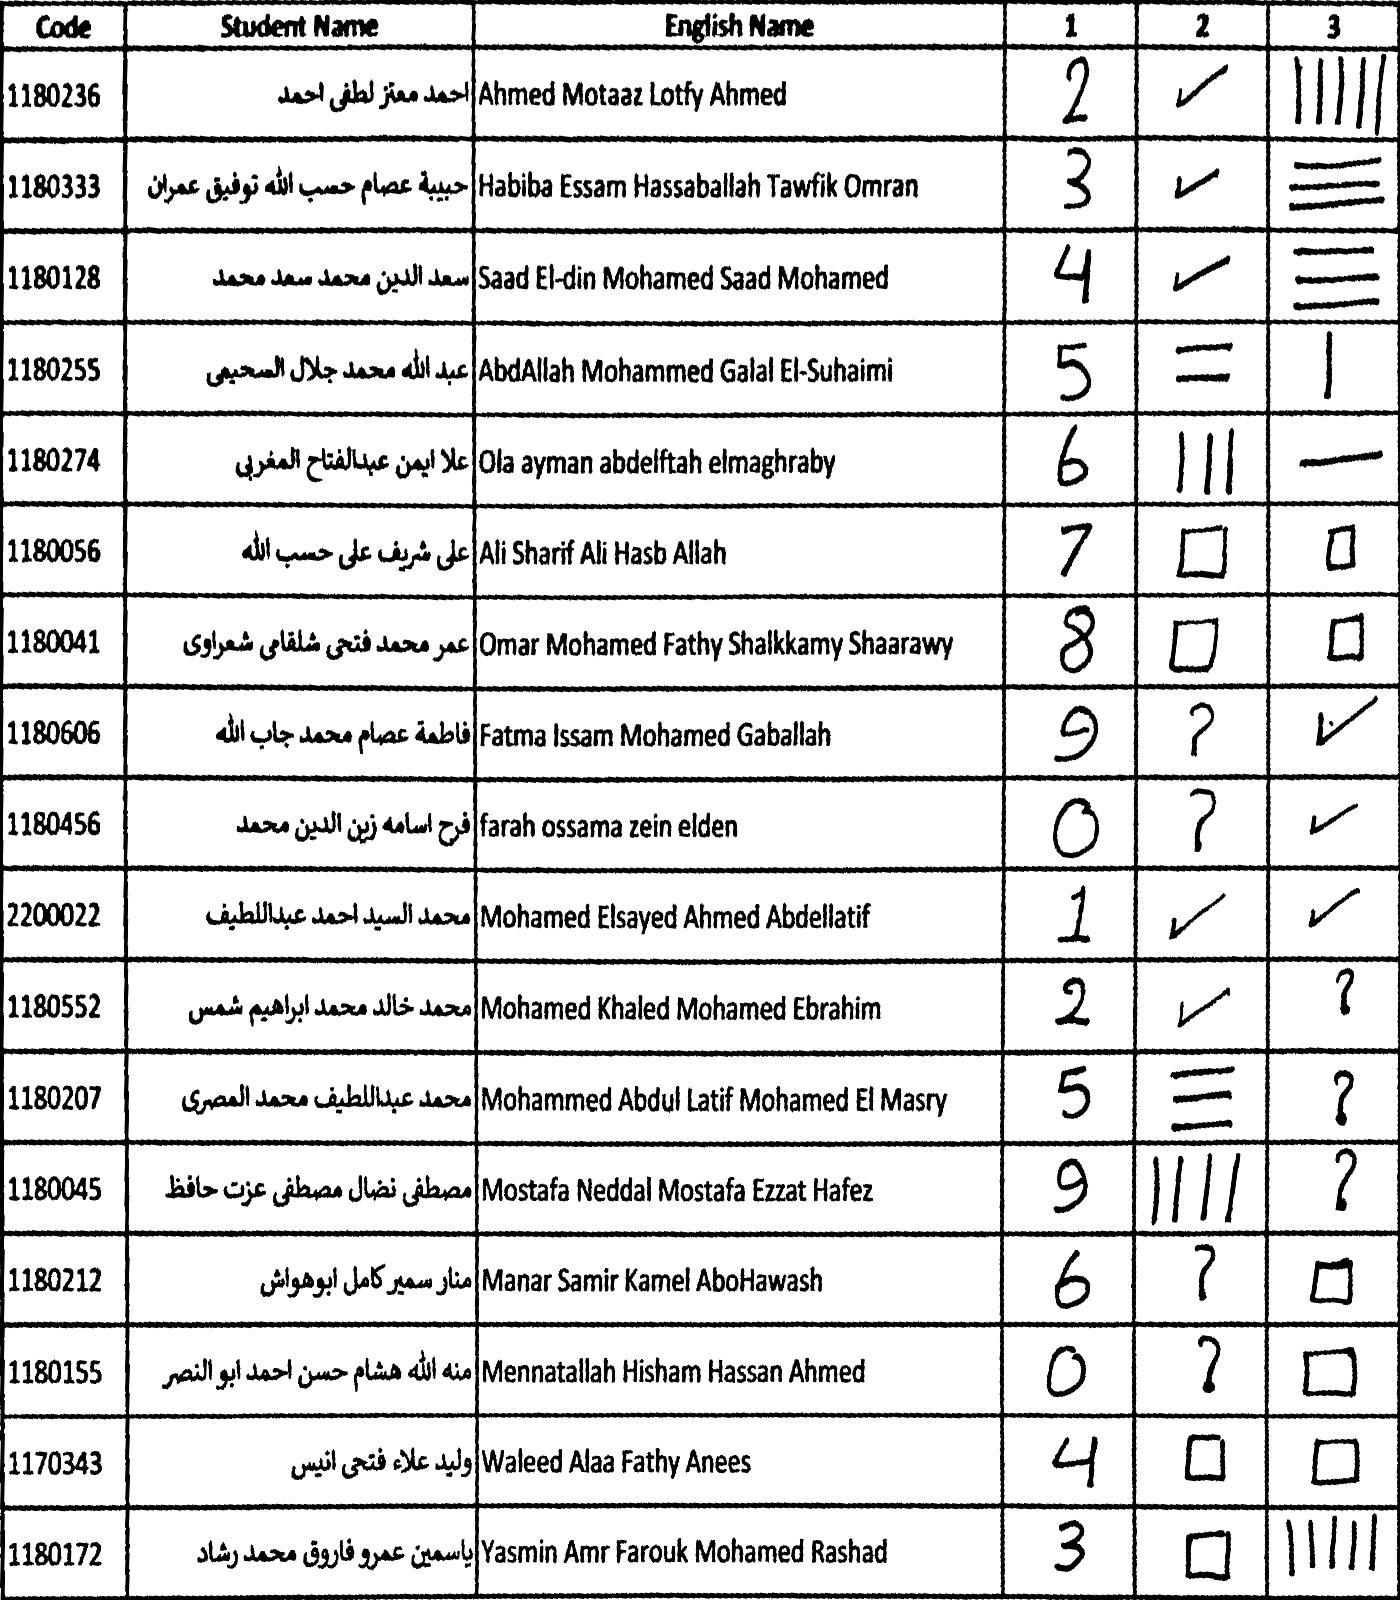 Code Student Name English Name 1 2 3
1180236 احمد معتز لطفى احمد Ahmed Motaaz Lotfy Ahmed 2 ✓ |||||
1180333 حبيبة عصام حسب الله توفيق عمران Habiba Essam Hassaballah Tawfik Omran 3 ✓ ☰
1180128 سعد الدين محمد سعد محمد Saad El-din Mohamed Saad Mohamed 4 ✓ ☰
1180255 عبد الله محمد جلال السحيمى AbdAllah Mohammed Galal El-Suhaimi 5 = |
1180274 علا ايمن عبدالفتاح المغربى Ola ayman abdelftah elmaghraby 6 ||| —
1180056 على شريف على حسب الله Ali Sharif Ali Hasb Allah 7 □ □
1180041 عمر محمد فتحى شلقامى شعراوى Omar Mohamed Fathy Shalkkamy Shaarawy 8 □ □
1180606 فاطمة عصام محمد جاب الله Fatma Issam Mohamed Gaballah 9 ? ✓
1180456 فرح اسامه زين الدين محمد farah ossama zein elden 0 ? ✓
2200022 محمد السيد احمد عبداللطيف Mohamed Elsayed Ahmed Abdellatif 1 ✓ ✓
1180552 محمد خالد محمد ابراهيم شمس Mohamed Khaled Mohamed Ebrahim 2 ✓ ?
1180207 محمد عبداللطيف محمد المصرى Mohammed Abdul Latif Mohamed El Masry 5 ☰ ?
1180045 مصطفى نضال مصطفى عزت حافظ Mostafa Neddal Mostafa Ezzat Hafez 9 |||| ?
1180212 منار سمير كامل ابوهواش Manar Samir Kamel AboHawash 6 ? □
1180155 منه الله هشام حسن احمد ابو النصر Mennatallah Hisham Hassan Ahmed 0 ? □
1170343 وليد علاء فتحى انيس Waleed Alaa Fathy Anees 4 □ □
1180172 ياسمين عمرو فاروق محمد رشاد Yasmin Amr Farouk Mohamed Rashad 3 □ |||||